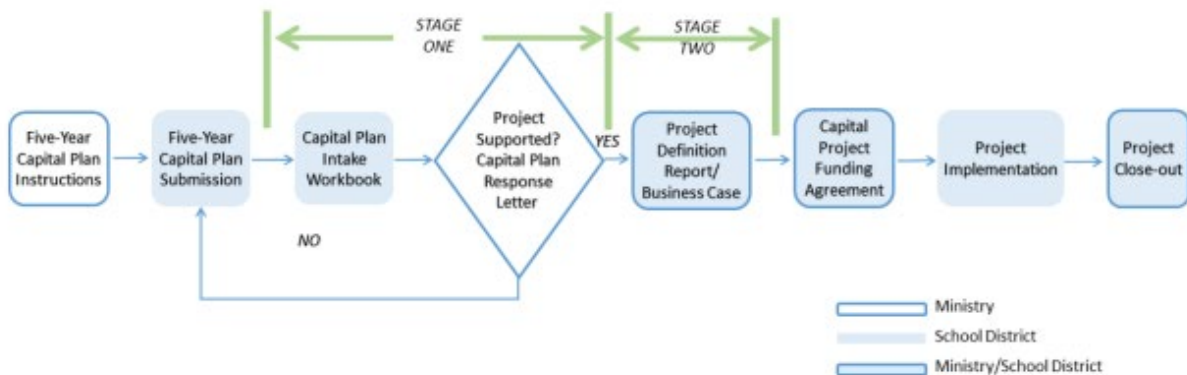 STAGE
ONE
STAGE
TWO
Five-Year
Capital Plan
Instructions
Five-Year
Capital Plan
Submission
Capital Plan
Intake
Workbook
Project
Supported?
Capital Plan
Response
Letter
YES
Project
Definition
Report/
Business Case
Capital
Project
Funding
Agreement
Project
Implementation
Project
Close-out
NO
Ministry
School District
Ministry/School District